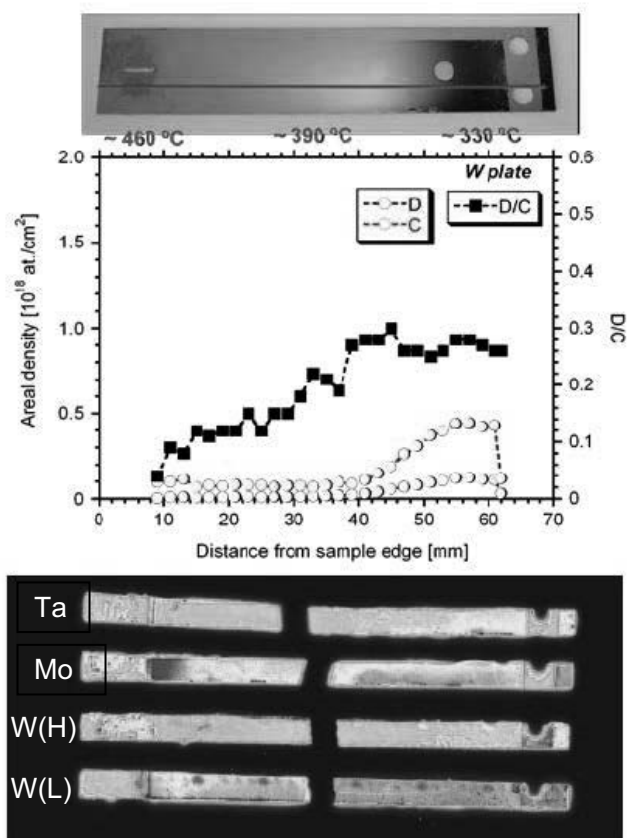 ~ 460 °C ~ 390 °C ~ 330 °C
2.0
1.5
1.0
0.5
0
Areal density [10¹⁸ at./cm²]
W plate
D
C
D/C
0.6
0.5
0.4
0.3
0.2
0.1
0
D/C
0 10 20 30 40 50 60 70
Distance from sample edge [mm]
Ta
Mo
W(H)
W(L)